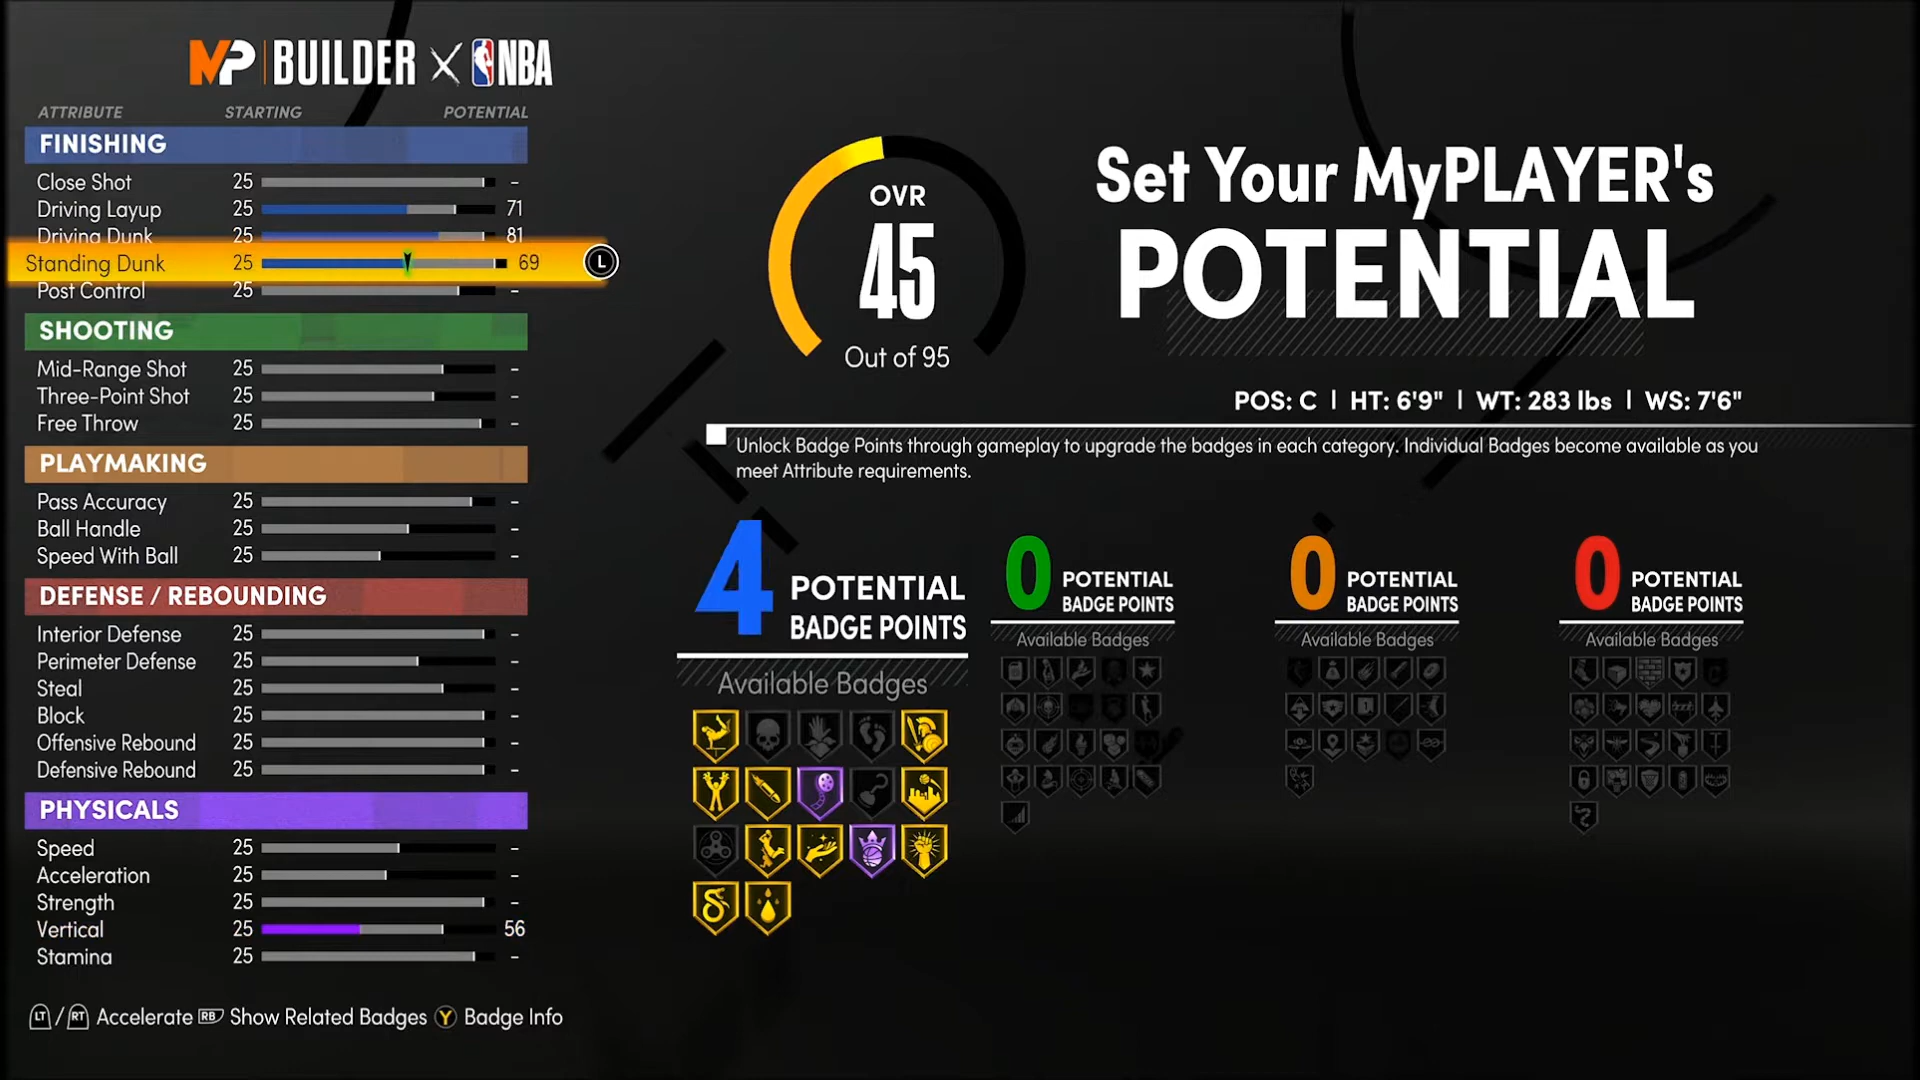 MP | BUILDER X NBA
ATTRIBUTE STARTING POTENTIAL
FINISHING
Close Shot 25 -
Driving Layup 25 71
Driving Dunk 25 81
Standing Dunk 25 69 L
Post Control 25 -
SHOOTING
Mid-Range Shot 25 -
Three-Point Shot 25 -
Free Throw 25 -
PLAYMAKING
Pass Accuracy 25 -
Ball Handle 25 -
Speed With Ball 25 -
DEFENSE / REBOUNDING
Interior Defense 25 -
Perimeter Defense 25 -
Steal 25 -
Block 25 -
Offensive Rebound 25 -
Defensive Rebound 25 -
PHYSICALS
Speed 25 -
Acceleration 25 -
Strength 25 -
Vertical 25 56
Stamina 25 -
LT / RT Accelerate RB Show Related Badges Y Badge Info
OVR
45
Out of 95
Set Your MyPLAYER's
POTENTIAL
POS: C | HT: 6'9" | WT: 283 lbs | WS: 7'6"
Unlock Badge Points through gameplay to upgrade the badges in each category. Individual Badges become available as you
meet Attribute requirements.
4 POTENTIAL
BADGE POINTS
Available Badges
0 POTENTIAL
BADGE POINTS
Available Badges
0 POTENTIAL
BADGE POINTS
Available Badges
0 POTENTIAL
BADGE POINTS
Available Badges